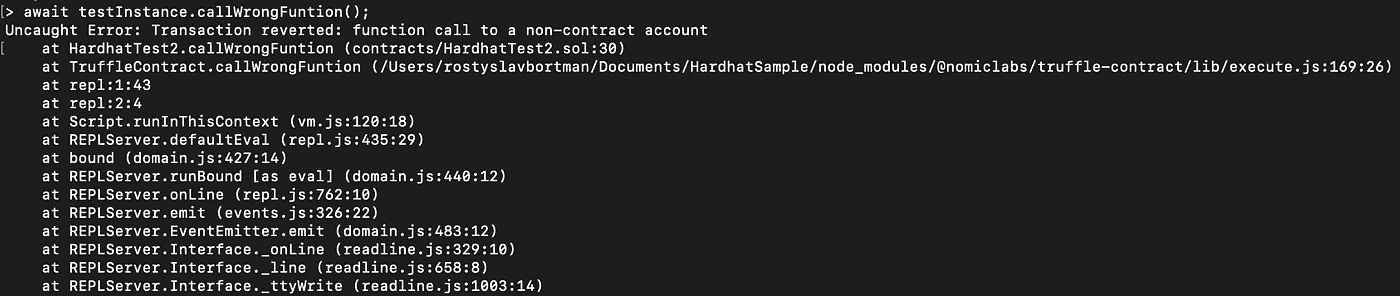 [> await testInstance.callWrongFuntion();
Uncaught Error: Transaction reverted: function call to a non-contract account
[    at HardhatTest2.callWrongFuntion (contracts/HardhatTest2.sol:30)
at TruffleContract.callWrongFuntion (/Users/rostyslavbortman/Documents/HardhatSample/node_modules/@nomiclabs/truffle-contract/lib/execute.js:169:26)
at repl:1:43
at repl:2:4
at Script.runInThisContext (vm.js:120:18)
at REPLServer.defaultEval (repl.js:435:29)
at bound (domain.js:427:14)
at REPLServer.runBound [as eval] (domain.js:440:12)
at REPLServer.onLine (repl.js:762:10)
at REPLServer.emit (events.js:326:22)
at REPLServer.EventEmitter.emit (domain.js:483:12)
at REPLServer.Interface._onLine (readline.js:329:10)
at REPLServer.Interface._line (readline.js:658:8)
at REPLServer.Interface._ttyWrite (readline.js:1003:14)